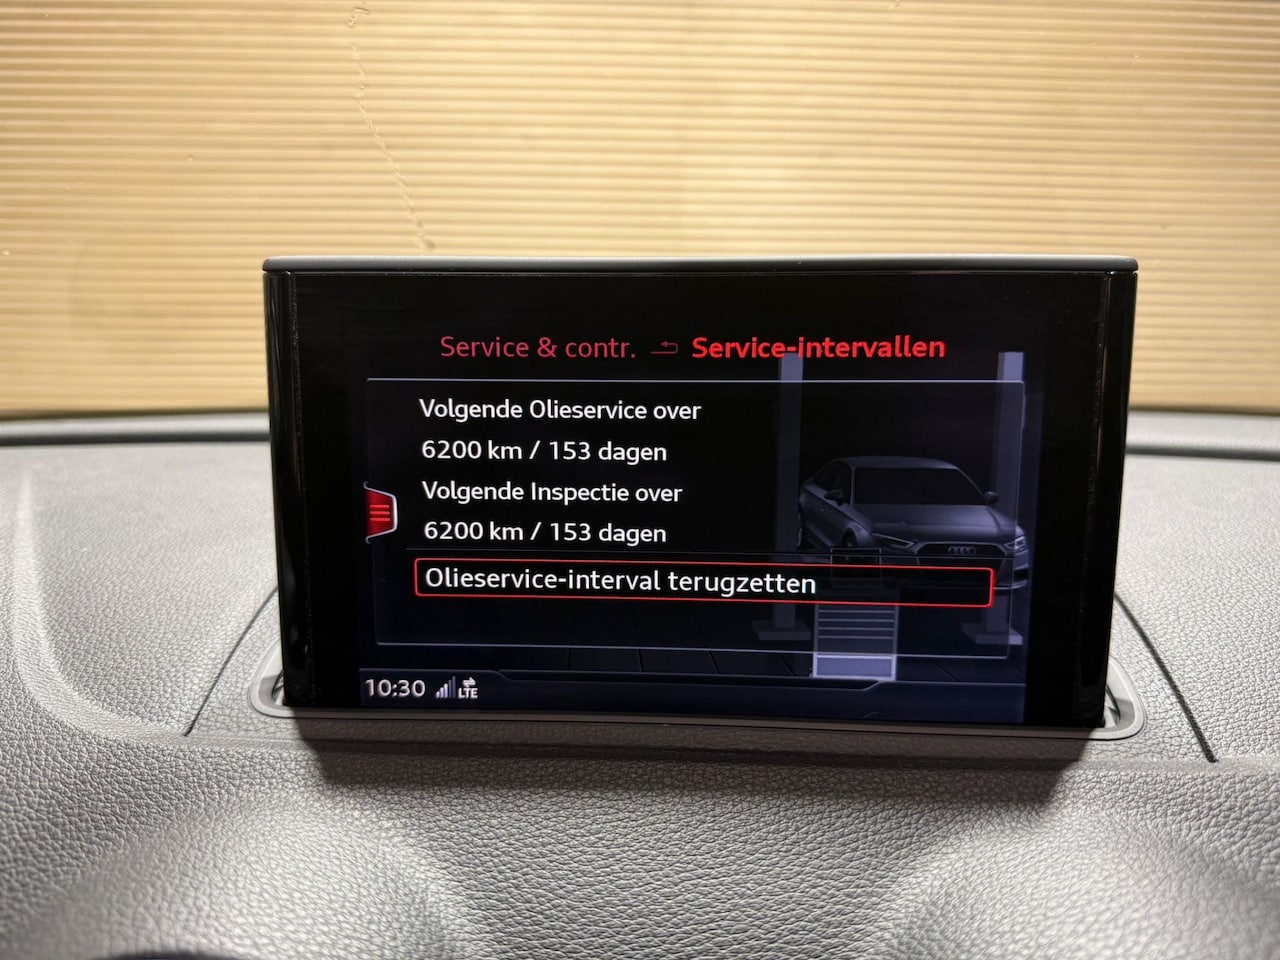 Service & contr. Service-intervallen
Volgende Olieservice over
6200 km / 153 dagen
Volgende Inspectie over
6200 km / 153 dagen
Olieservice-interval terugzetten
10:30 LTE